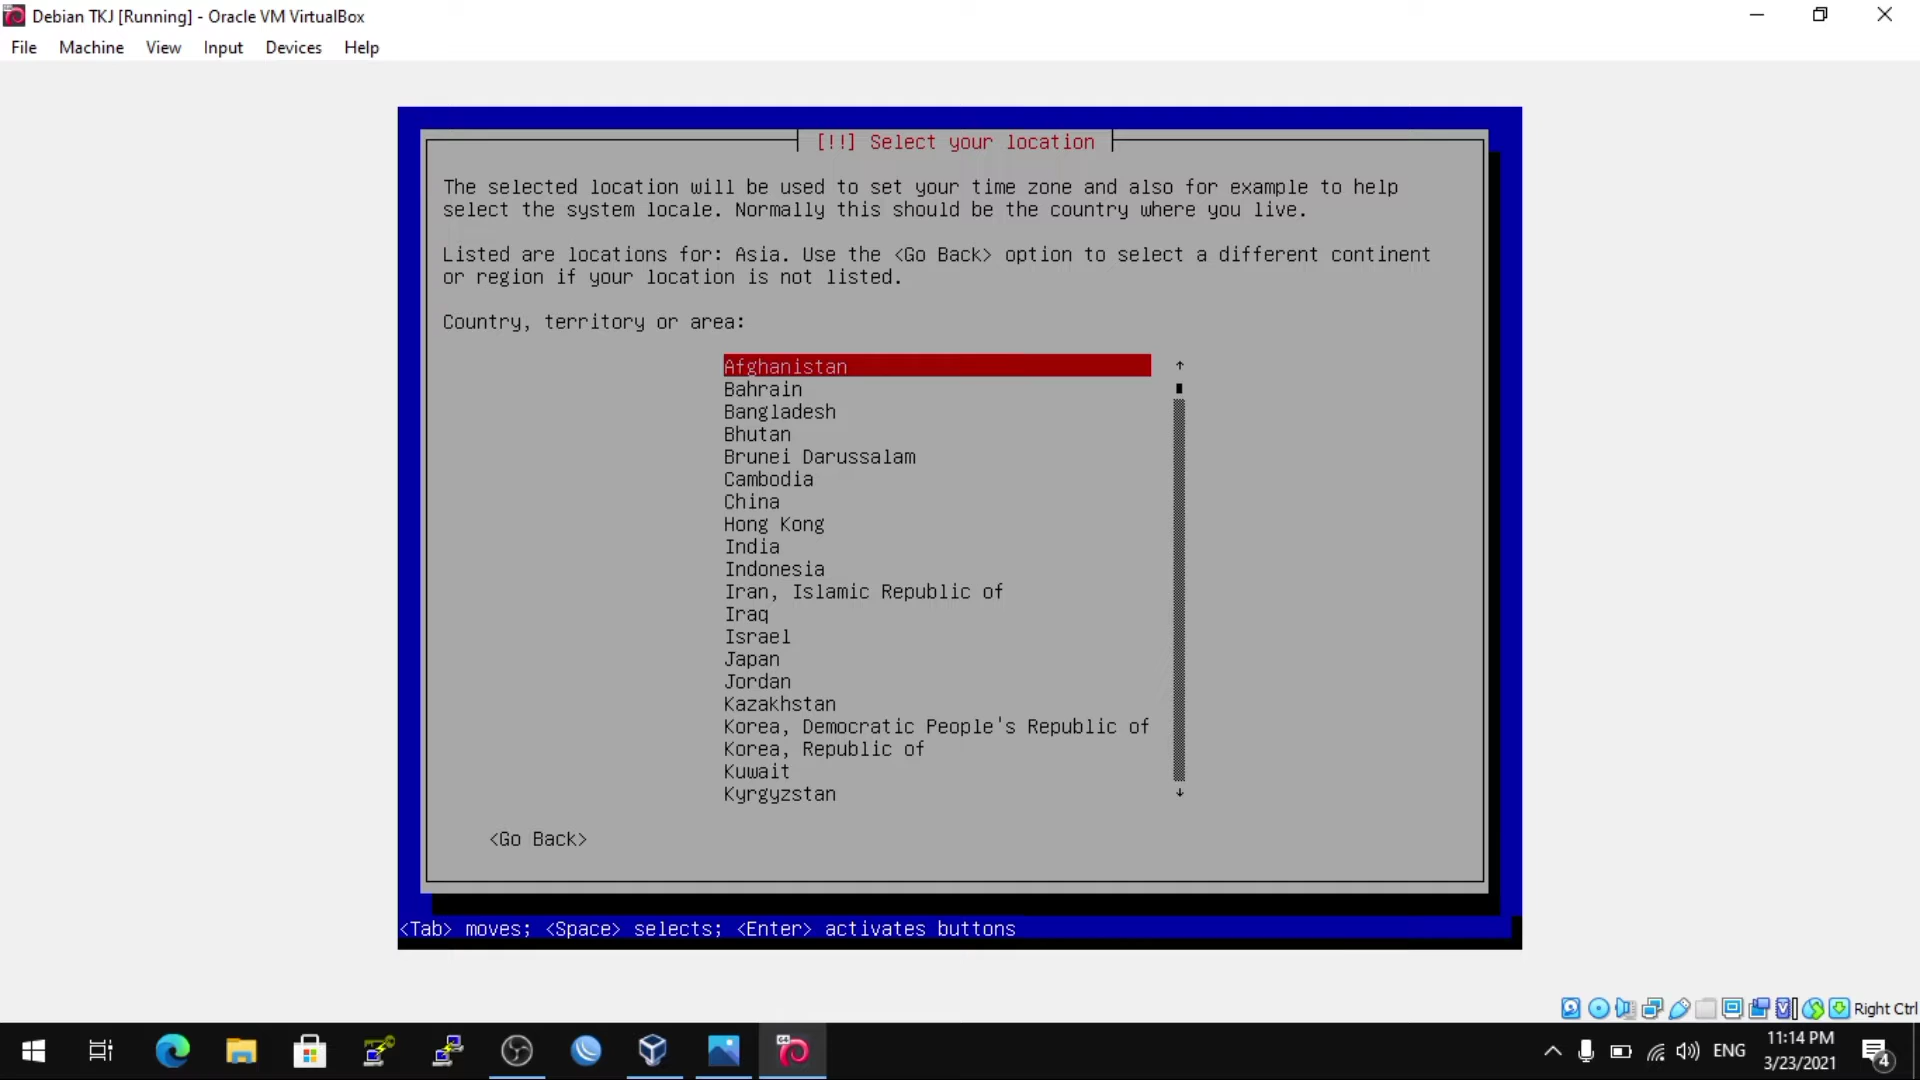 Debian TKJ [Running] - Oracle VM VirtualBox
File Machine View Input Devices Help
[!!] Select your location
The selected location will be used to set your time zone and also for example to help
select the system locale. Normally this should be the country where you live.
Listed are locations for: Asia. Use the <Go Back> option to select a different continent
or region if your location is not listed.
Country, territory or area:
Afghanistan
Bahrain
Bangladesh
Bhutan
Brunei Darussalam
Cambodia
China
Hong Kong
India
Indonesia
Iran, Islamic Republic of
Iraq
Israel
Japan
Jordan
Kazakhstan
Korea, Democratic People's Republic of
Korea, Republic of
Kuwait
Kyrgyzstan
<Go Back>
<Tab> moves; <Space> selects; <Enter> activates buttons
Right Ctrl
64
ENG
11:14 PM
3/23/2021
4